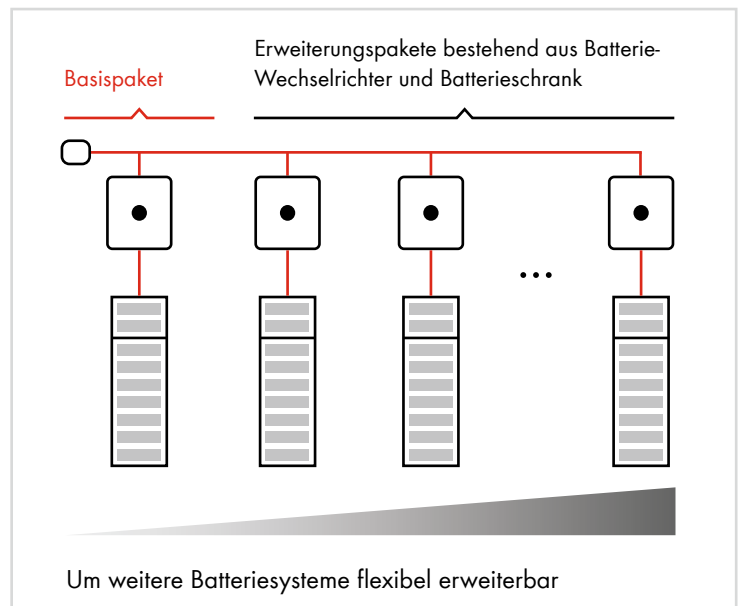 Basispaket
Erweiterungspakete bestehend aus Batterie-
Wechselrichter und Batterieschrank
Um weitere Batteriesysteme flexibel erweiterbar